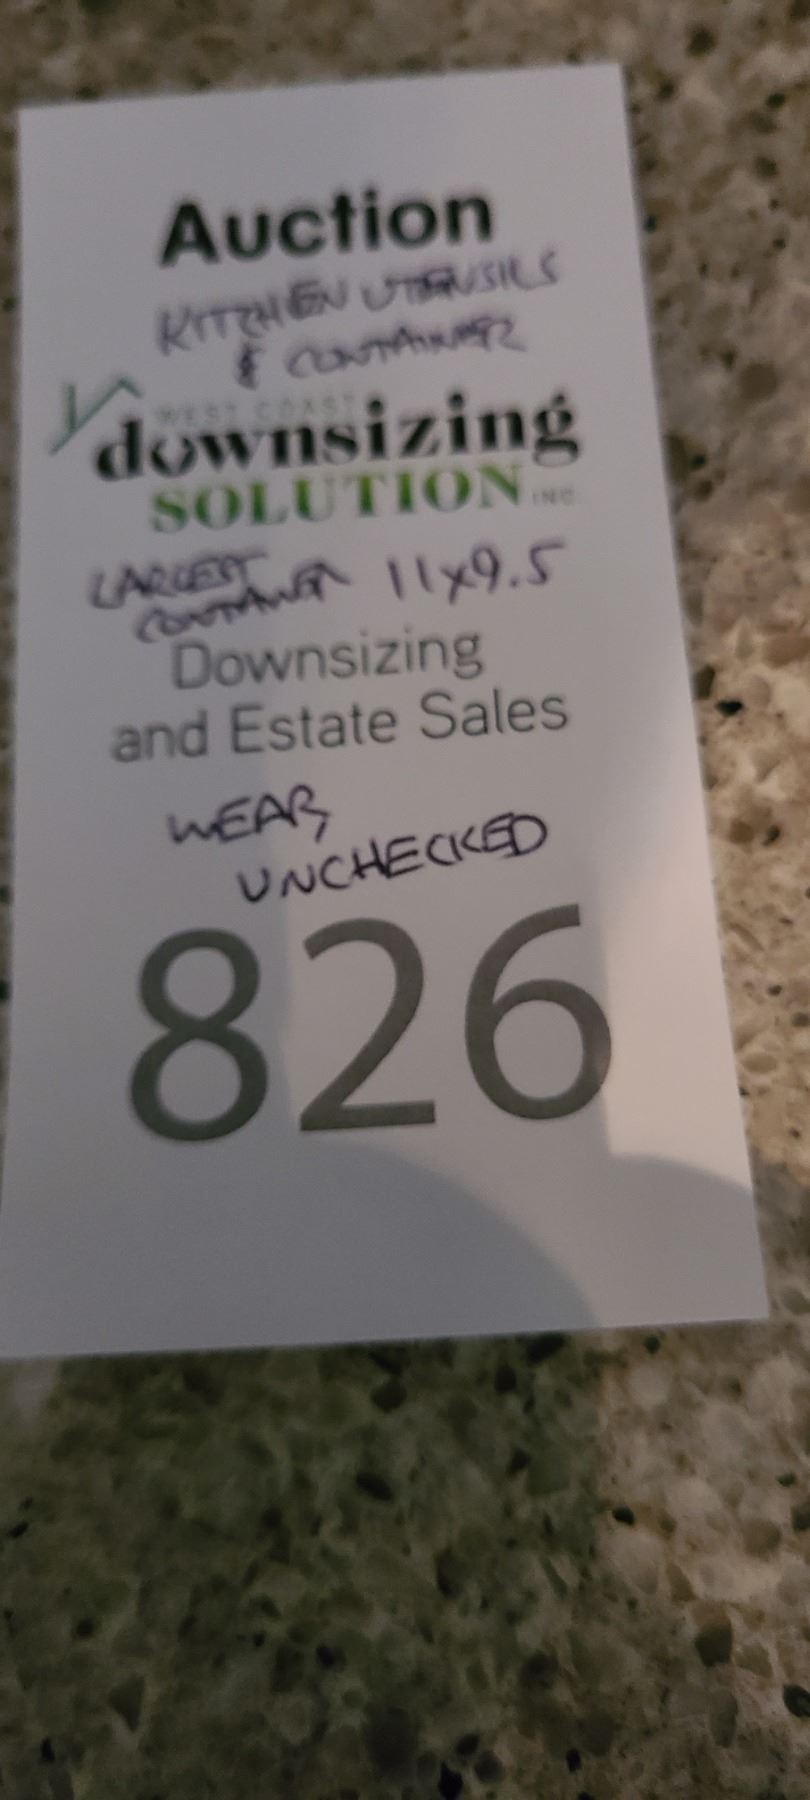 Auction
KITCHEN UTENSILS
& CONTAINER
WEST COAST
downsizing
SOLUTION INC
LARGEST
CONTAINER 11x9.5
Downsizing
and Estate Sales
WEAR,
UNCHECKED
826